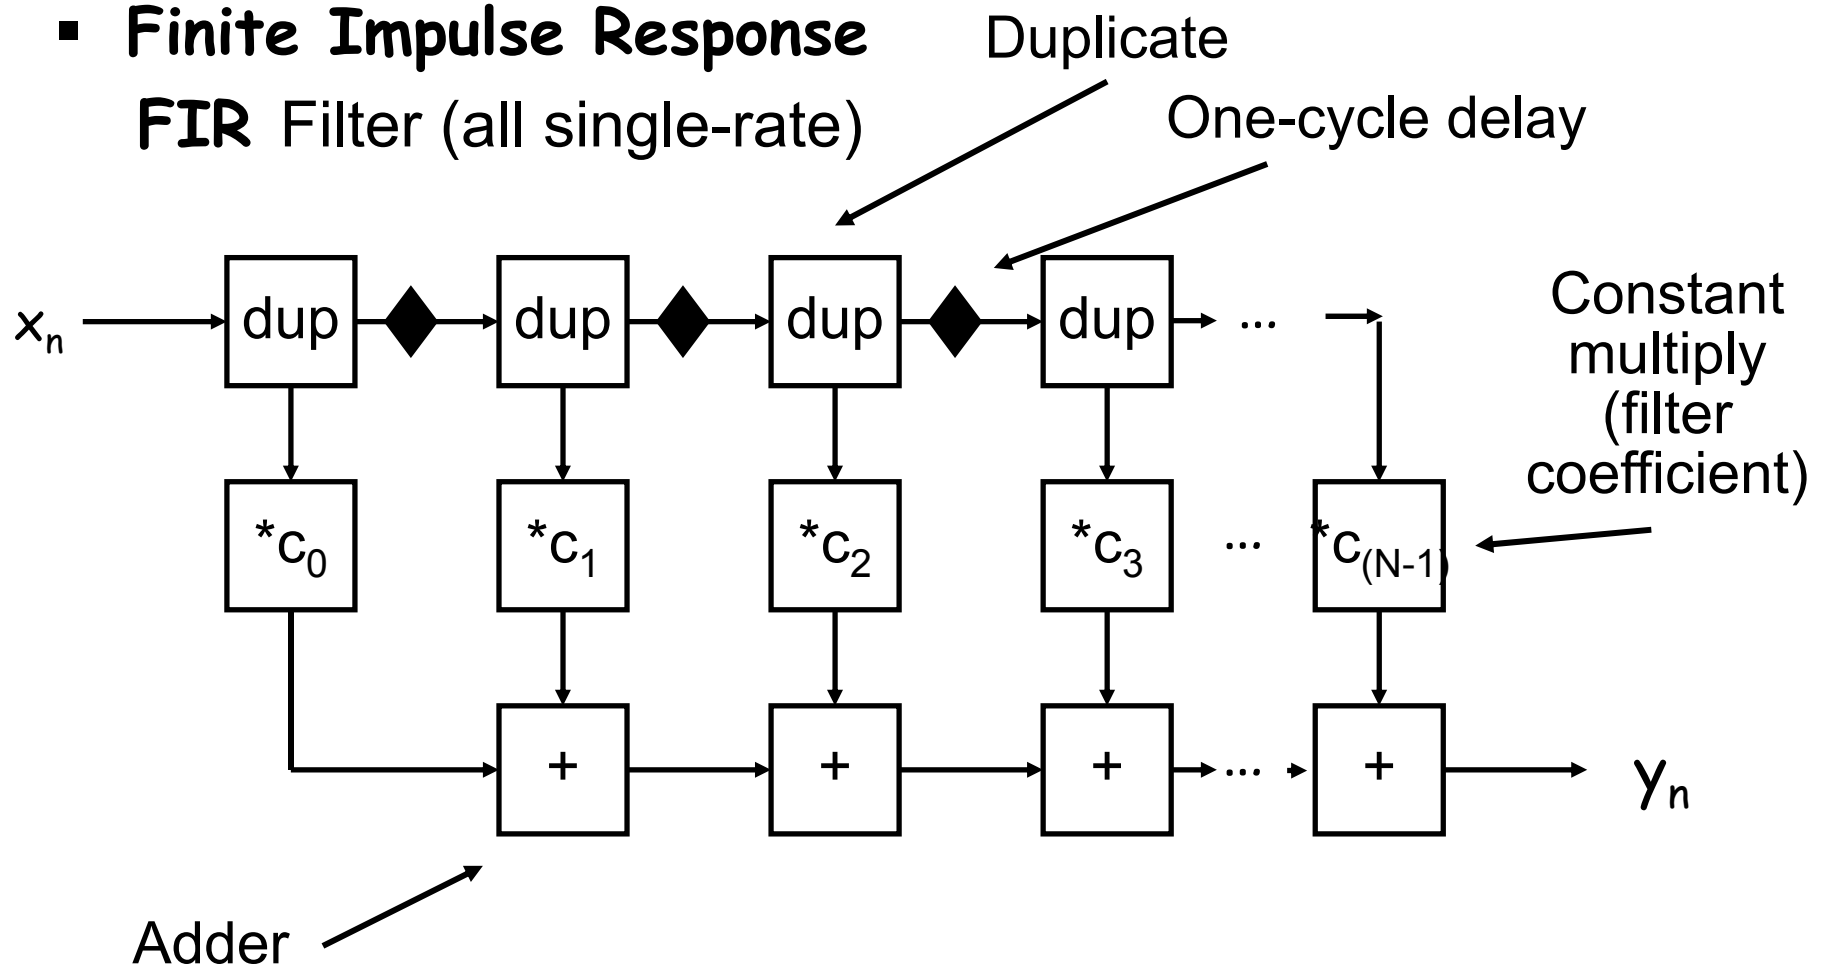 ▪ Finite Impulse Response
FIR Filter (all single-rate)
Duplicate
One-cycle delay
xₙ
dup dup dup dup ...
Constant
multiply
(filter
coefficient)
*c₀ *c₁ *c₂ *c₃ ... *c₍N-1₎
+ + + ... +
yₙ
Adder